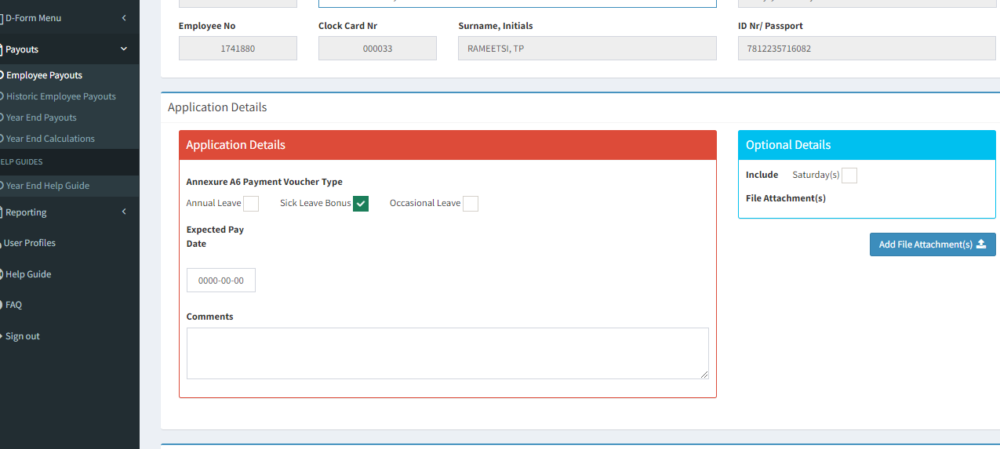 D-Form Menu
Payouts
Employee Payouts
Historic Employee Payouts
Year End Payouts
Year End Calculations
ELP GUIDES
Year End Help Guide
Reporting
User Profiles
Help Guide
FAQ
Sign out
Employee No Clock Card Nr Surname, Initials ID Nr/ Passport
1741880 000033 RAMEETSI, TP 7812235716082
Application Details
Application Details
Annexure A6 Payment Voucher Type
Annual Leave Sick Leave Bonus Occasional Leave
Expected Pay
Date
0000-00-00
Comments
Optional Details
Include Saturday(s)
File Attachment(s)
Add File Attachment(s)